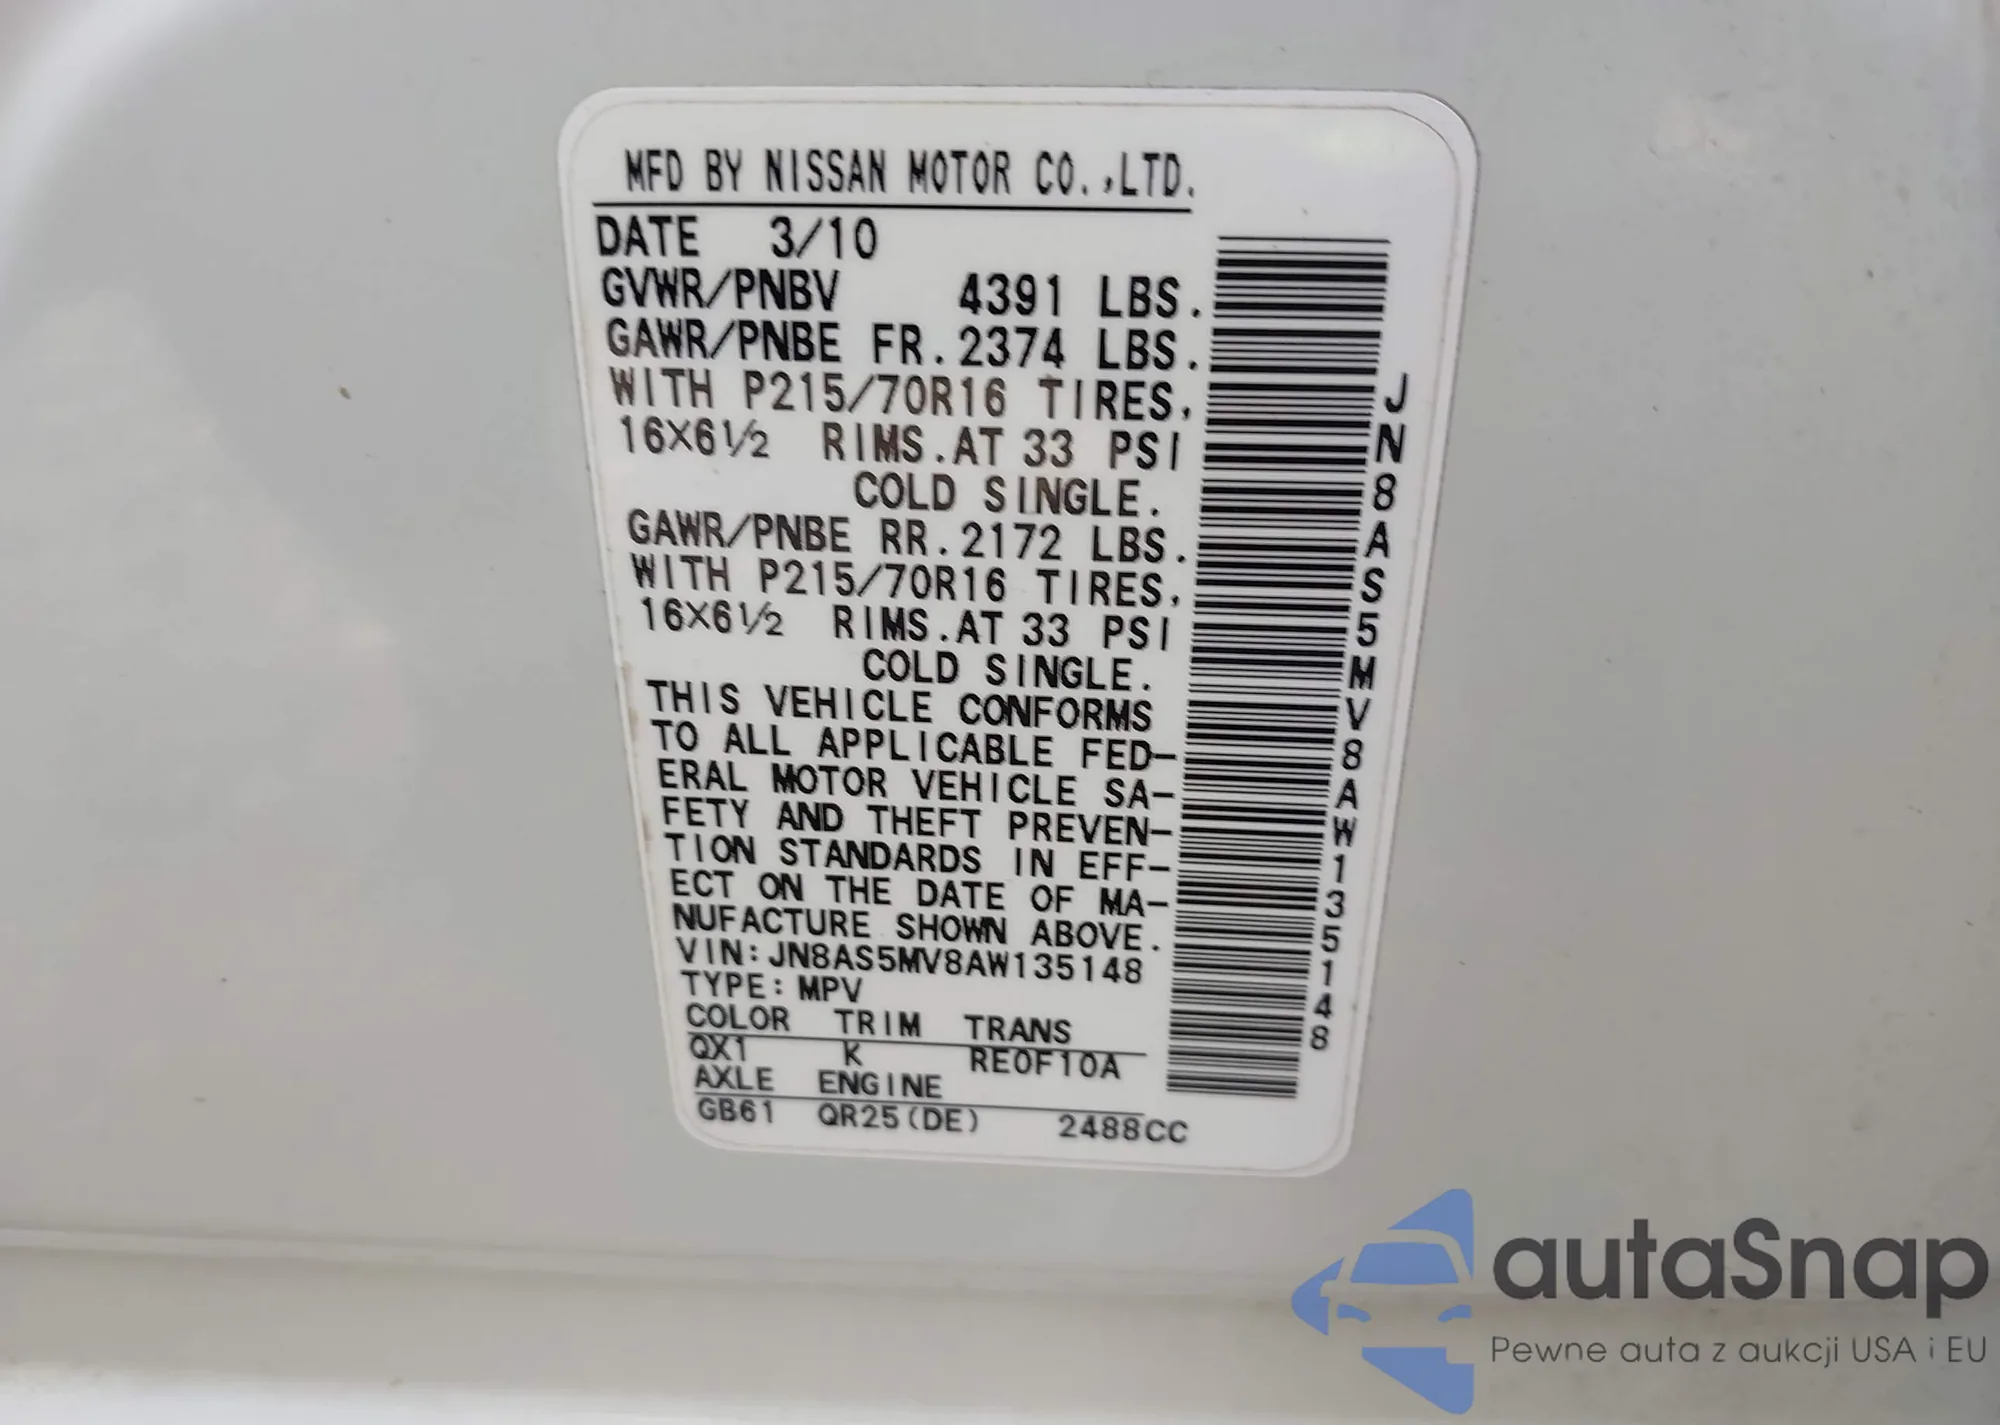 MFD BY NISSAN MOTOR CO.,LTD.
DATE 3/10
GVWR/PNBV 4391 LBS.
GAWR/PNBE FR.2374 LBS.
WITH P215/70R16 TIRES,
16×6½ RIMS.AT 33 PSI
COLD SINGLE.
GAWR/PNBE RR.2172 LBS.
WITH P215/70R16 TIRES,
16×6½ RIMS.AT 33 PSI
COLD SINGLE.
THIS VEHICLE CONFORMS
TO ALL APPLICABLE FED-
ERAL MOTOR VEHICLE SA-
FETY AND THEFT PREVEN-
TION STANDARDS IN EFF-
ECT ON THE DATE OF MA-
NUFACTURE SHOWN ABOVE.
VIN:JN8AS5MV8AW135148
TYPE:MPV
COLOR TRIM TRANS
QX1 K RE0F10A
AXLE ENGINE
GB61 QR25(DE) 2488CC
JN8AS5MV8AW135148
autaSnap
Pewne auta z aukcji USA i EU